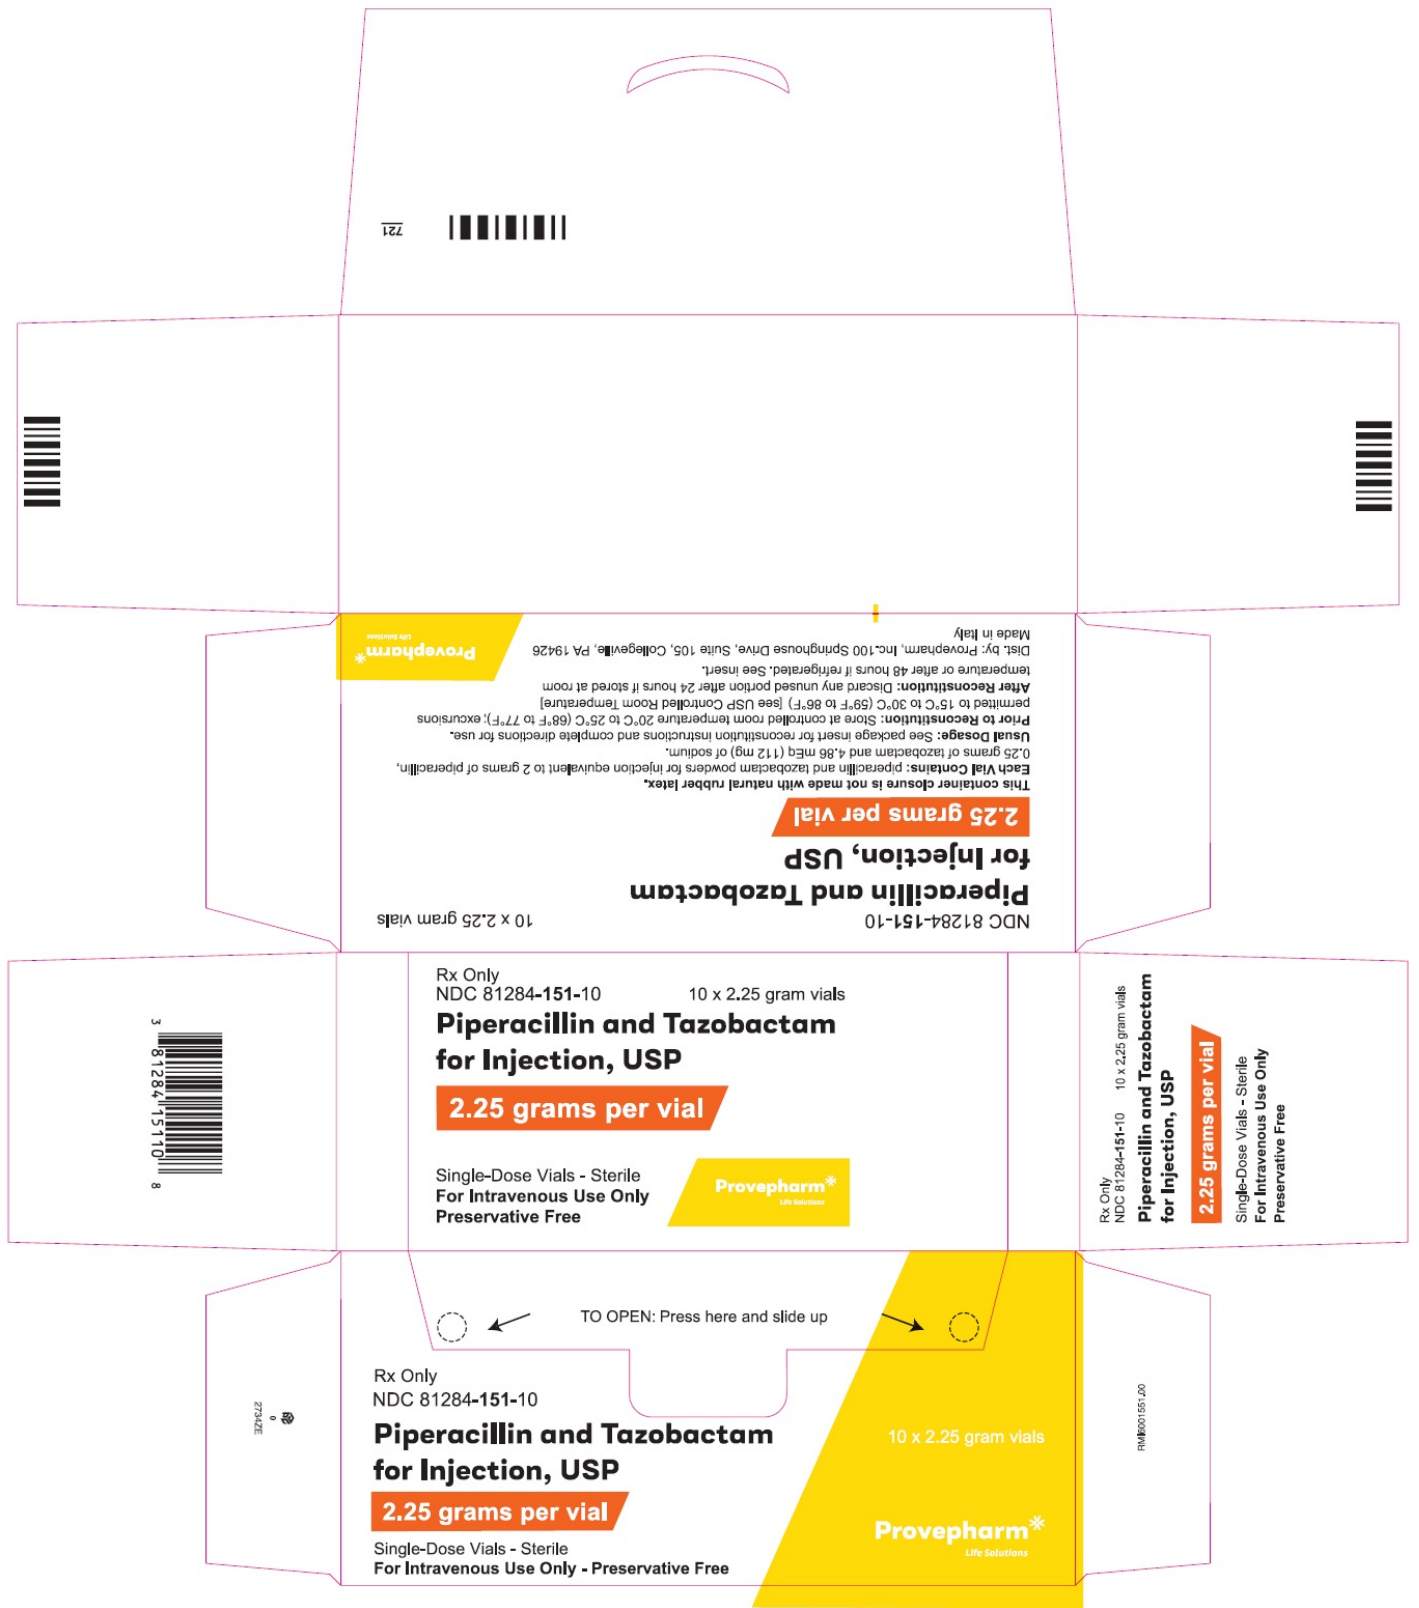 721
Provepharm
Life Solutions
NDC 81284-151-10 10 x 2.25 gram vials
Piperacillin and Tazobactam
for Injection, USP
2.25 grams per vial
This container closure is not made with natural rubber latex.
Each Vial Contains: piperacillin and tazobactam powders for injection equivalent to 2 grams of piperacillin,
0.25 grams of tazobactam and 4.86 mEq (112 mg) of sodium.
Usual Dosage: See package insert for reconstitution instructions and complete directions for use.
Prior to Reconstitution: Store at controlled room temperature 20°C to 25°C (68°F to 77°F); excursions
permitted to 15°C to 30°C (59°F to 86°F) [see USP Controlled Room Temperature]
After Reconstitution: Discard any unused portion after 24 hours if stored at room
temperature or after 48 hours if refrigerated. See insert.
Dist. by: Provepharm, Inc.100 Springhouse Drive, Suite 105, Collegeville, PA 19426
Made in Italy
3 81284 15110 8
Rx Only
NDC 81284-151-10 10 x 2.25 gram vials
Piperacillin and Tazobactam
for Injection, USP
2.25 grams per vial
Single-Dose Vials - Sterile
For Intravenous Use Only
Preservative Free
Provepharm
Life Solutions
Rx Only
NDC 81284-151-10 10 x 2.25 gram vials
Piperacillin and Tazobactam
for Injection, USP
2.25 grams per vial
Single-Dose Vials - Sterile
For Intravenous Use Only
Preservative Free
TO OPEN: Press here and slide up
Rx Only
NDC 81284-151-10
Piperacillin and Tazobactam
for Injection, USP
2.25 grams per vial
Single-Dose Vials - Sterile
For Intravenous Use Only - Preservative Free
10 x 2.25 gram vials
Provepharm
Life Solutions
0
2734ZE
RMI6001551.00